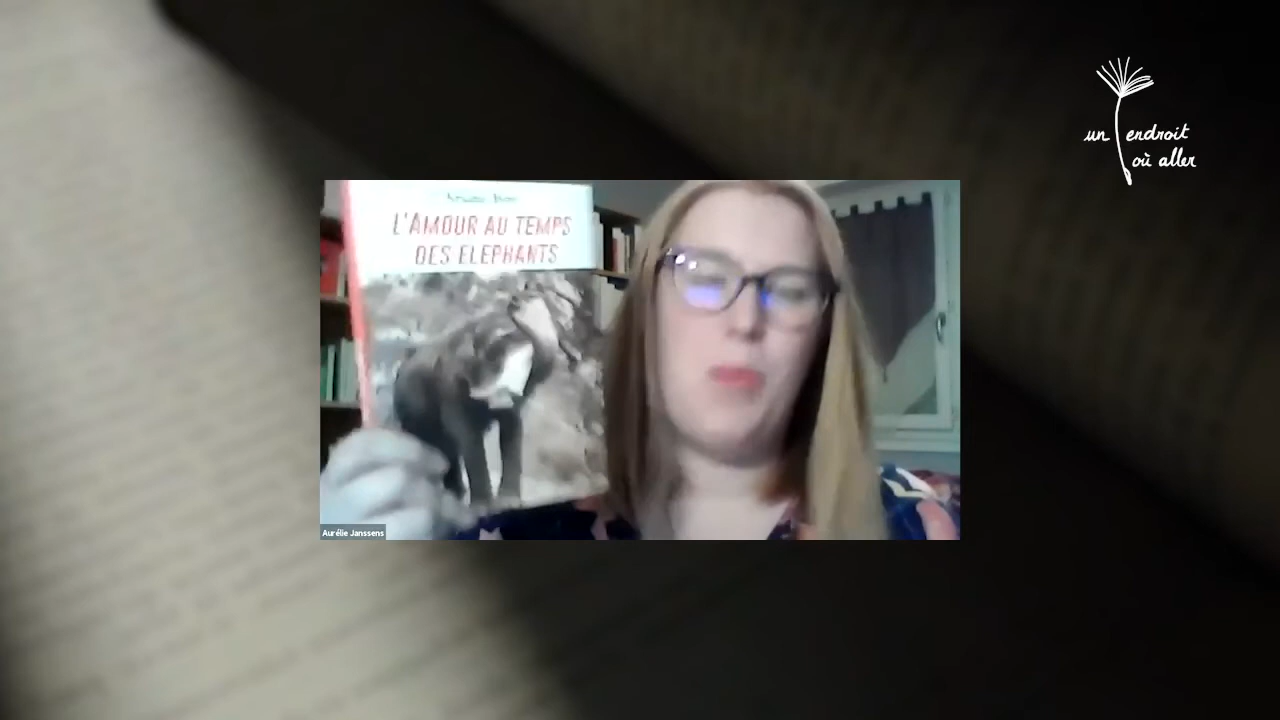 un endroit
où aller
L'AMOUR AU TEMPS
DES ELEPHANTS
Aurélie Janssens